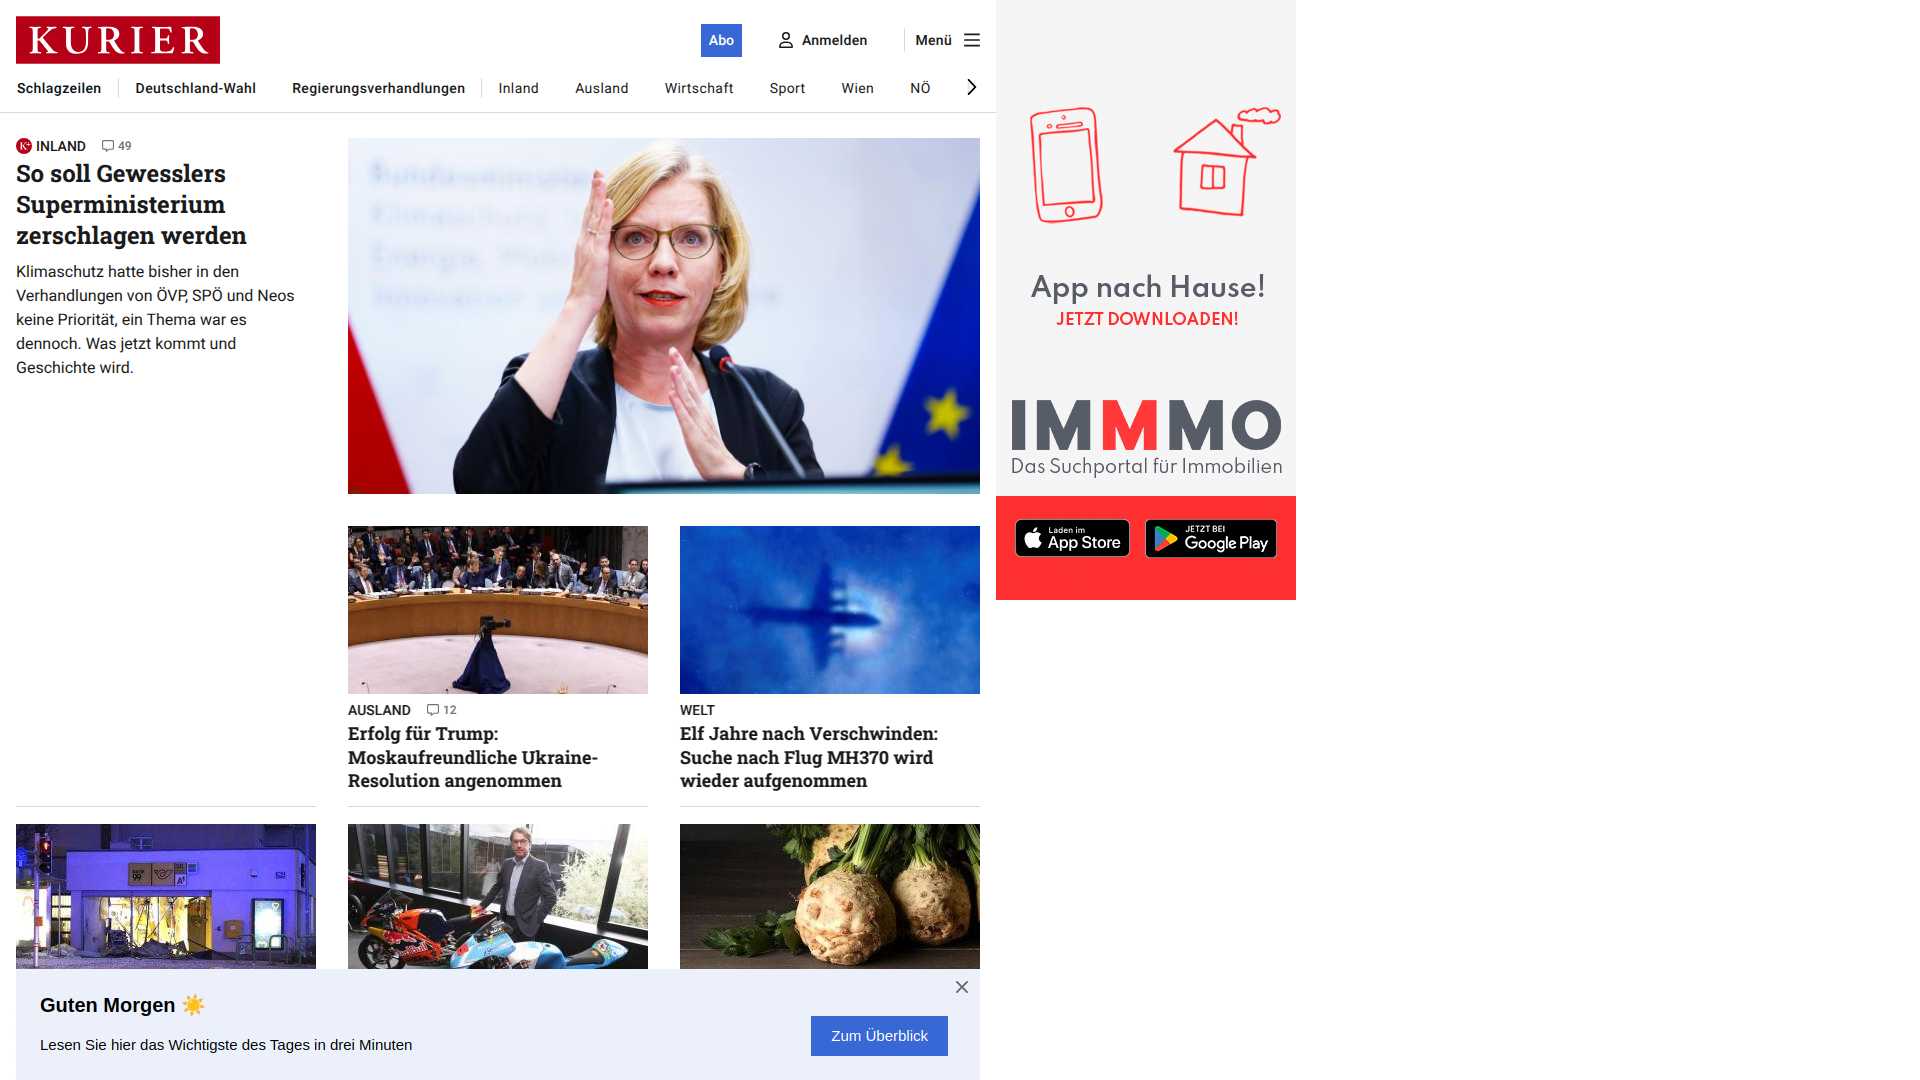 KURIER
Abo
Anmelden
Menü
Schlagzeilen
Deutschland-Wahl
Regierungsverhandlungen
Inland
Ausland
Wirtschaft
Sport
Wien
NÖ
K+ INLAND 49
So soll Gewesslers
Superministerium
zerschlagen werden
Klimaschutz hatte bisher in den
Verhandlungen von ÖVP, SPÖ und Neos
keine Priorität, ein Thema war es
dennoch. Was jetzt kommt und
Geschichte wird.
AUSLAND 12
Erfolg für Trump:
Moskaufreundliche Ukraine-
Resolution angenommen
WELT
Elf Jahre nach Verschwinden:
Suche nach Flug MH370 wird
wieder aufgenommen
Guten Morgen ☀️
Lesen Sie hier das Wichtigste des Tages in drei Minuten
Zum Überblick
App nach Hause!
JETZT DOWNLOADEN!
IMMMO
Das Suchportal für Immobilien
Laden im
App Store
JETZT BEI
Google Play